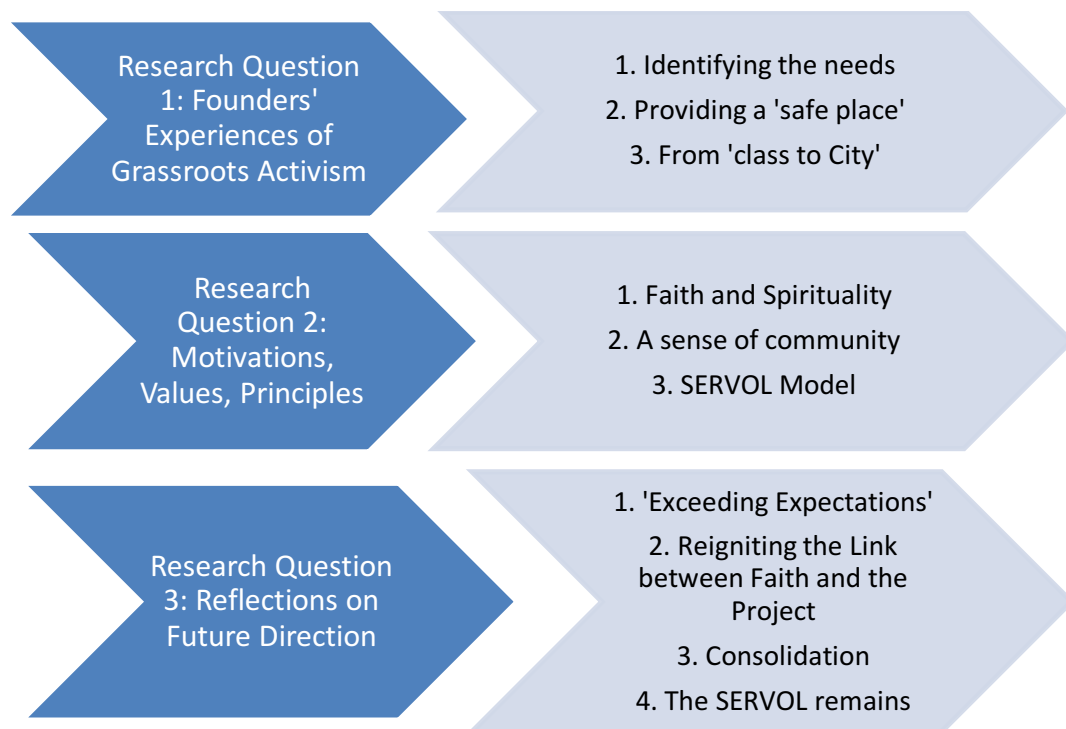 Research Question
1: Founders'
Experiences of
Grassroots Activism
1. Identifying the needs
2. Providing a 'safe place'
3. From 'class to City'
Research
Question 2:
Motivations,
Values, Principles
1. Faith and Spirituality
2. A sense of community
3. SERVOL Model
Research Question
3: Reflections on
Future Direction
1. 'Exceeding Expectations'
2. Reigniting the Link
between Faith and the
Project
3. Consolidation
4. The SERVOL remains